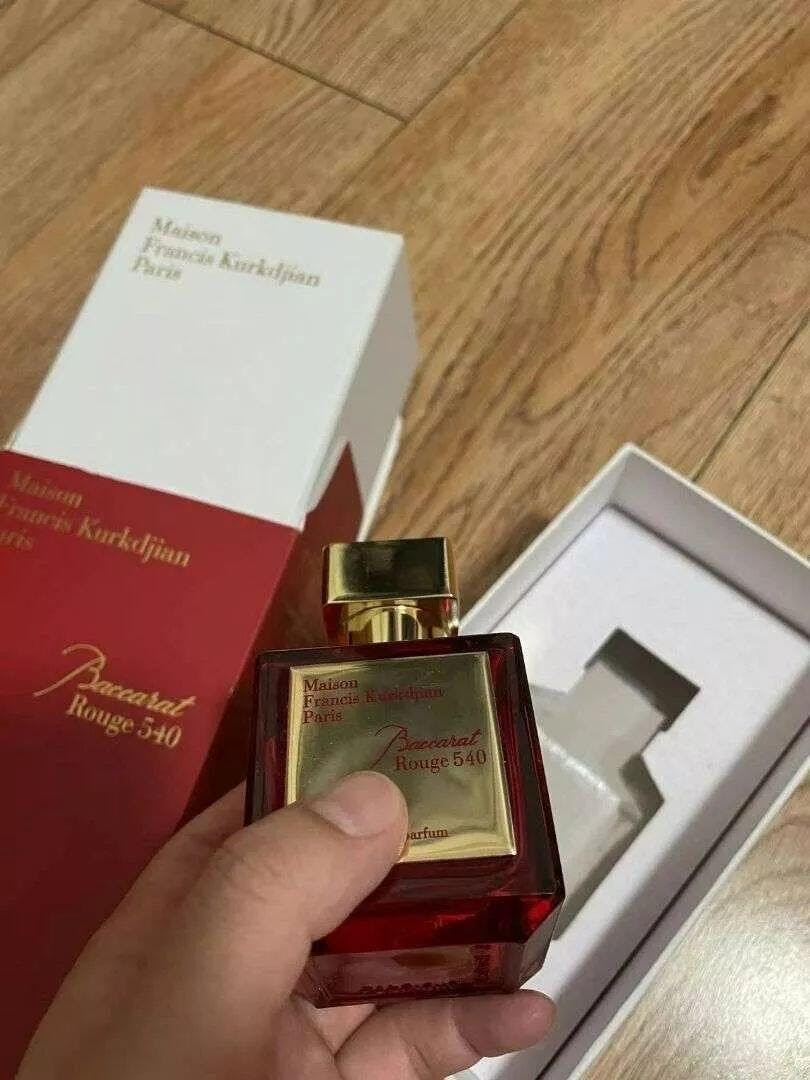 Maison
Francis Kurkdjian
Paris
Maison
Francis Kurkdjian
Paris
Baccarat
Rouge 540
Maison
Francis Kurkdjian
Paris
Baccarat
Rouge 540
parfum